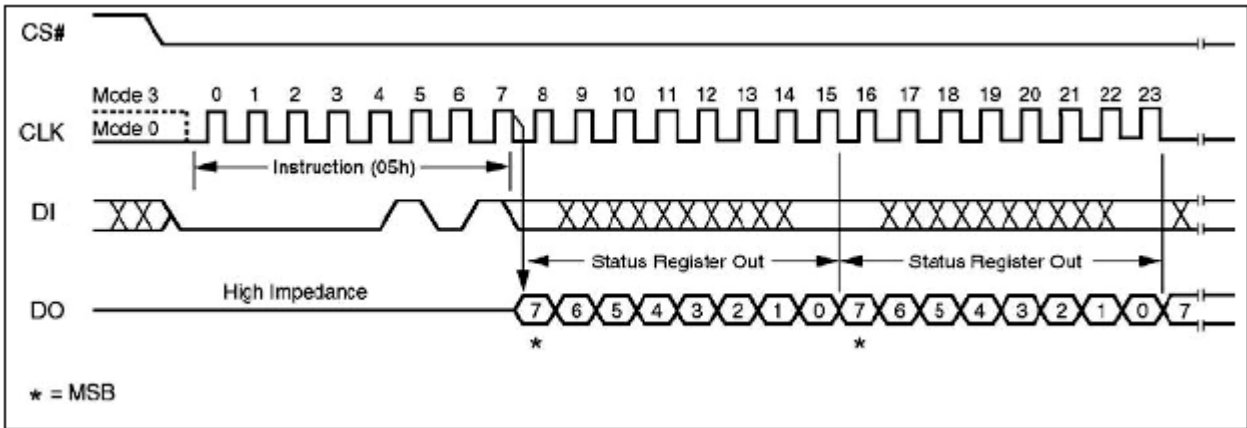 CS#
Mode 3 0 1 2 3 4 5 6 7 8 9 10 11 12 13 14 15 16 17 18 19 20 21 22 23
CLK Mode 0
Instruction (05h)
DI
Status Register Out Status Register Out
High Impedance
DO 7 6 5 4 3 2 1 0 7 6 5 4 3 2 1 0 7
* *
* = MSB